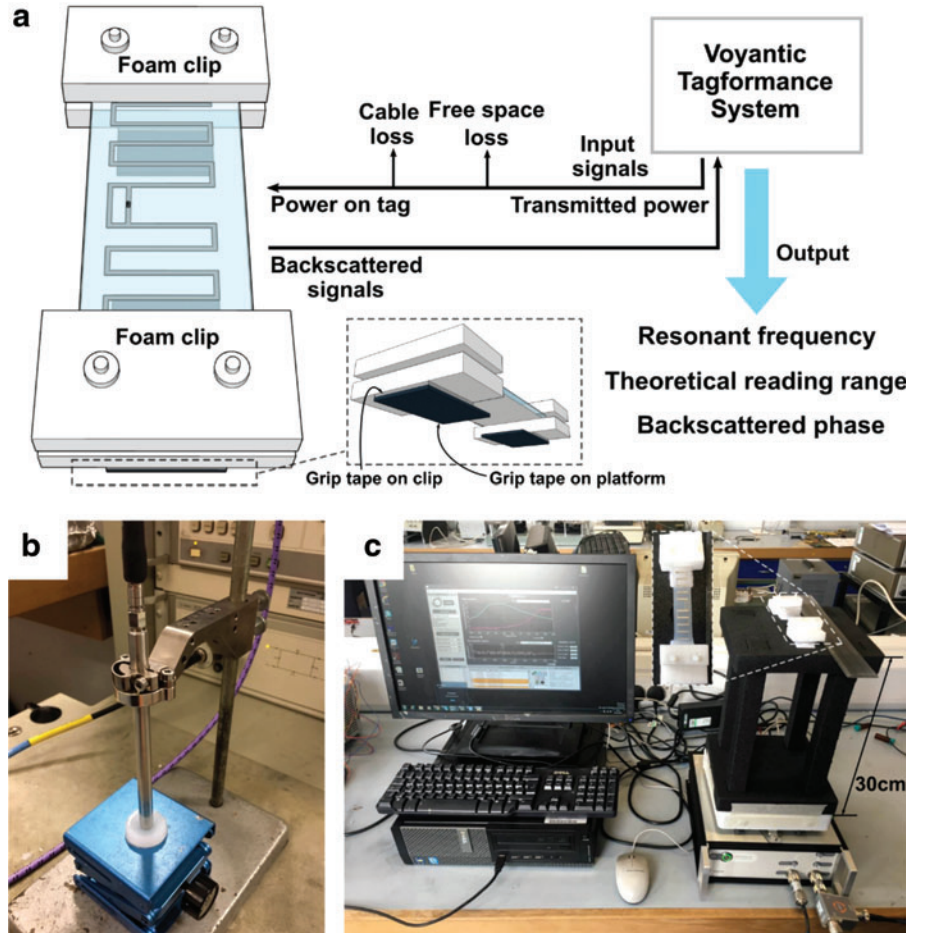 a
Foam clip
Voyantic
Tagformance
System
Cable
loss
Free space
loss
Input
signals
Power on tag
Transmitted power
Backscattered
signals
Output
Foam clip
Resonant frequency
Theoretical reading range
Backscattered phase
Grip tape on clip
Grip tape on platform
b
c
30cm